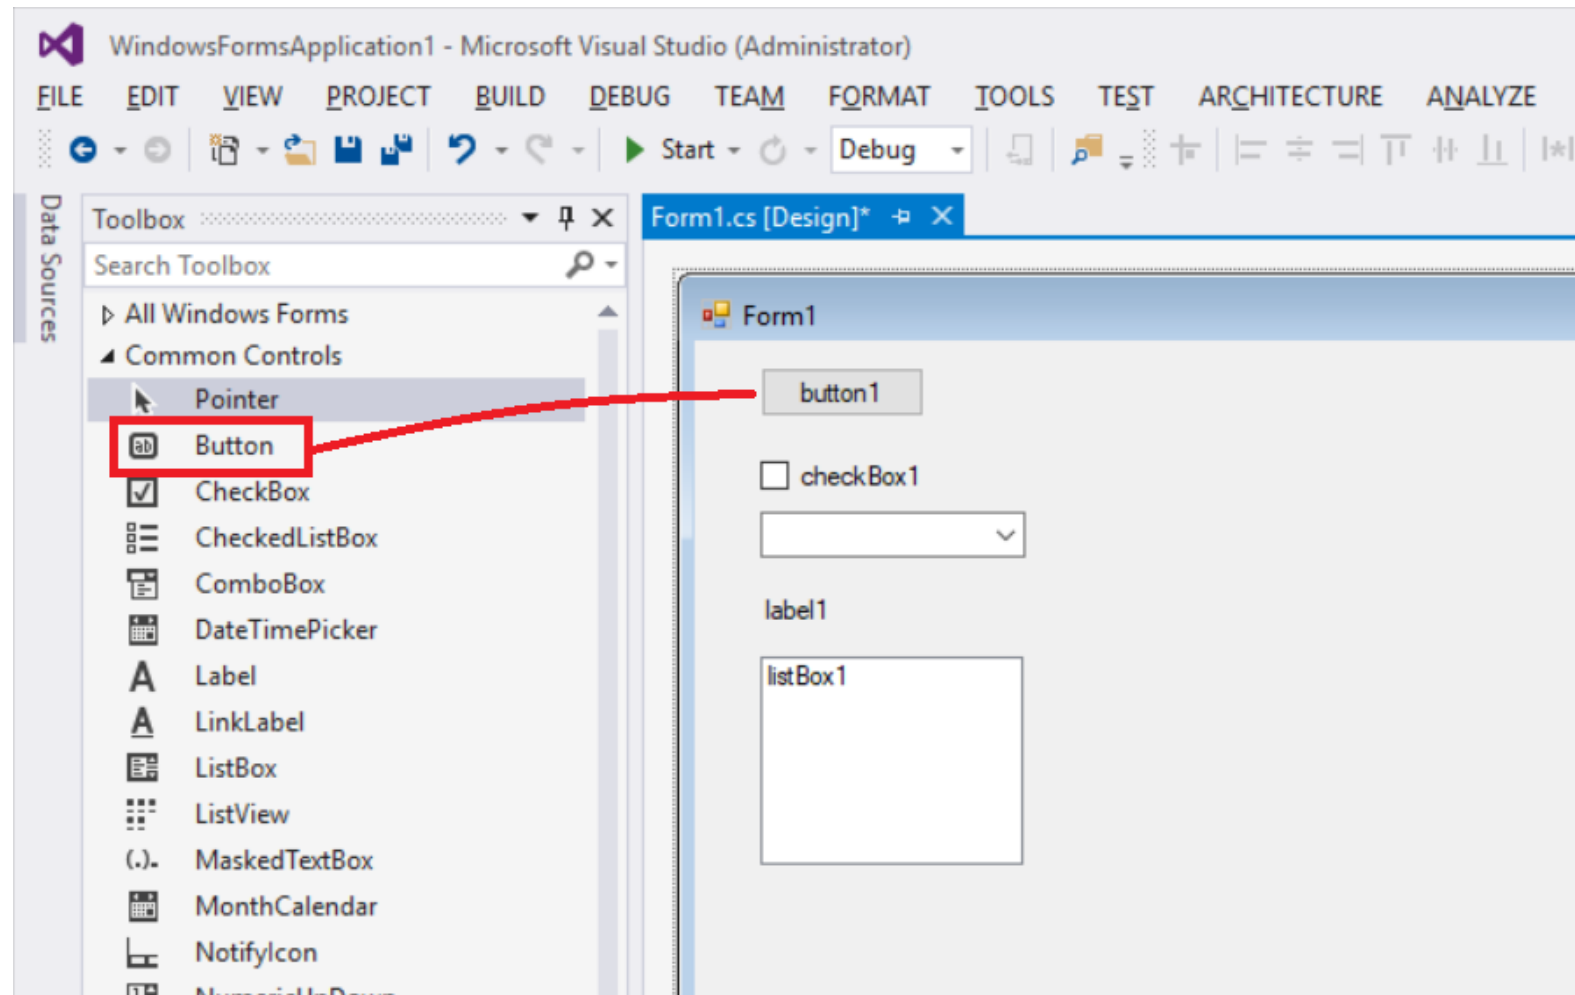 WindowsFormsApplication1 - Microsoft Visual Studio (Administrator)
FILE EDIT VIEW PROJECT BUILD DEBUG TEAM FORMAT TOOLS TEST ARCHITECTURE ANALYZE
Start Debug
Data Sources
Toolbox
Search Toolbox
All Windows Forms
Common Controls
Pointer
Button
CheckBox
CheckedListBox
ComboBox
DateTimePicker
Label
LinkLabel
ListBox
ListView
MaskedTextBox
MonthCalendar
NotifyIcon
NumericUpDown
Form1.cs [Design]*
Form1
button1
checkBox1
label1
listBox1